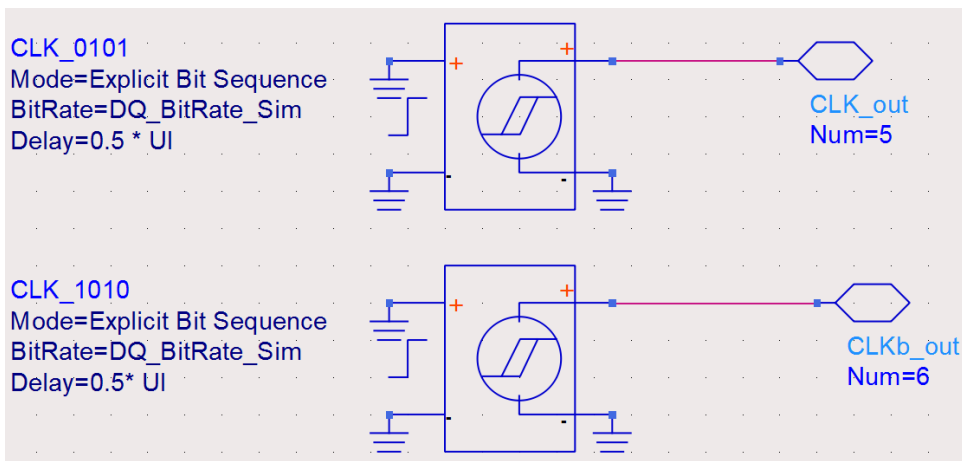 CLK_0101
Mode=Explicit Bit Sequence
BitRate=DQ_BitRate_Sim
Delay=0.5 * UI
+
+
-
-
CLK_out
Num=5
CLK_1010
Mode=Explicit Bit Sequence
BitRate=DQ_BitRate_Sim
Delay=0.5* UI
+
+
-
-
CLKb_out
Num=6